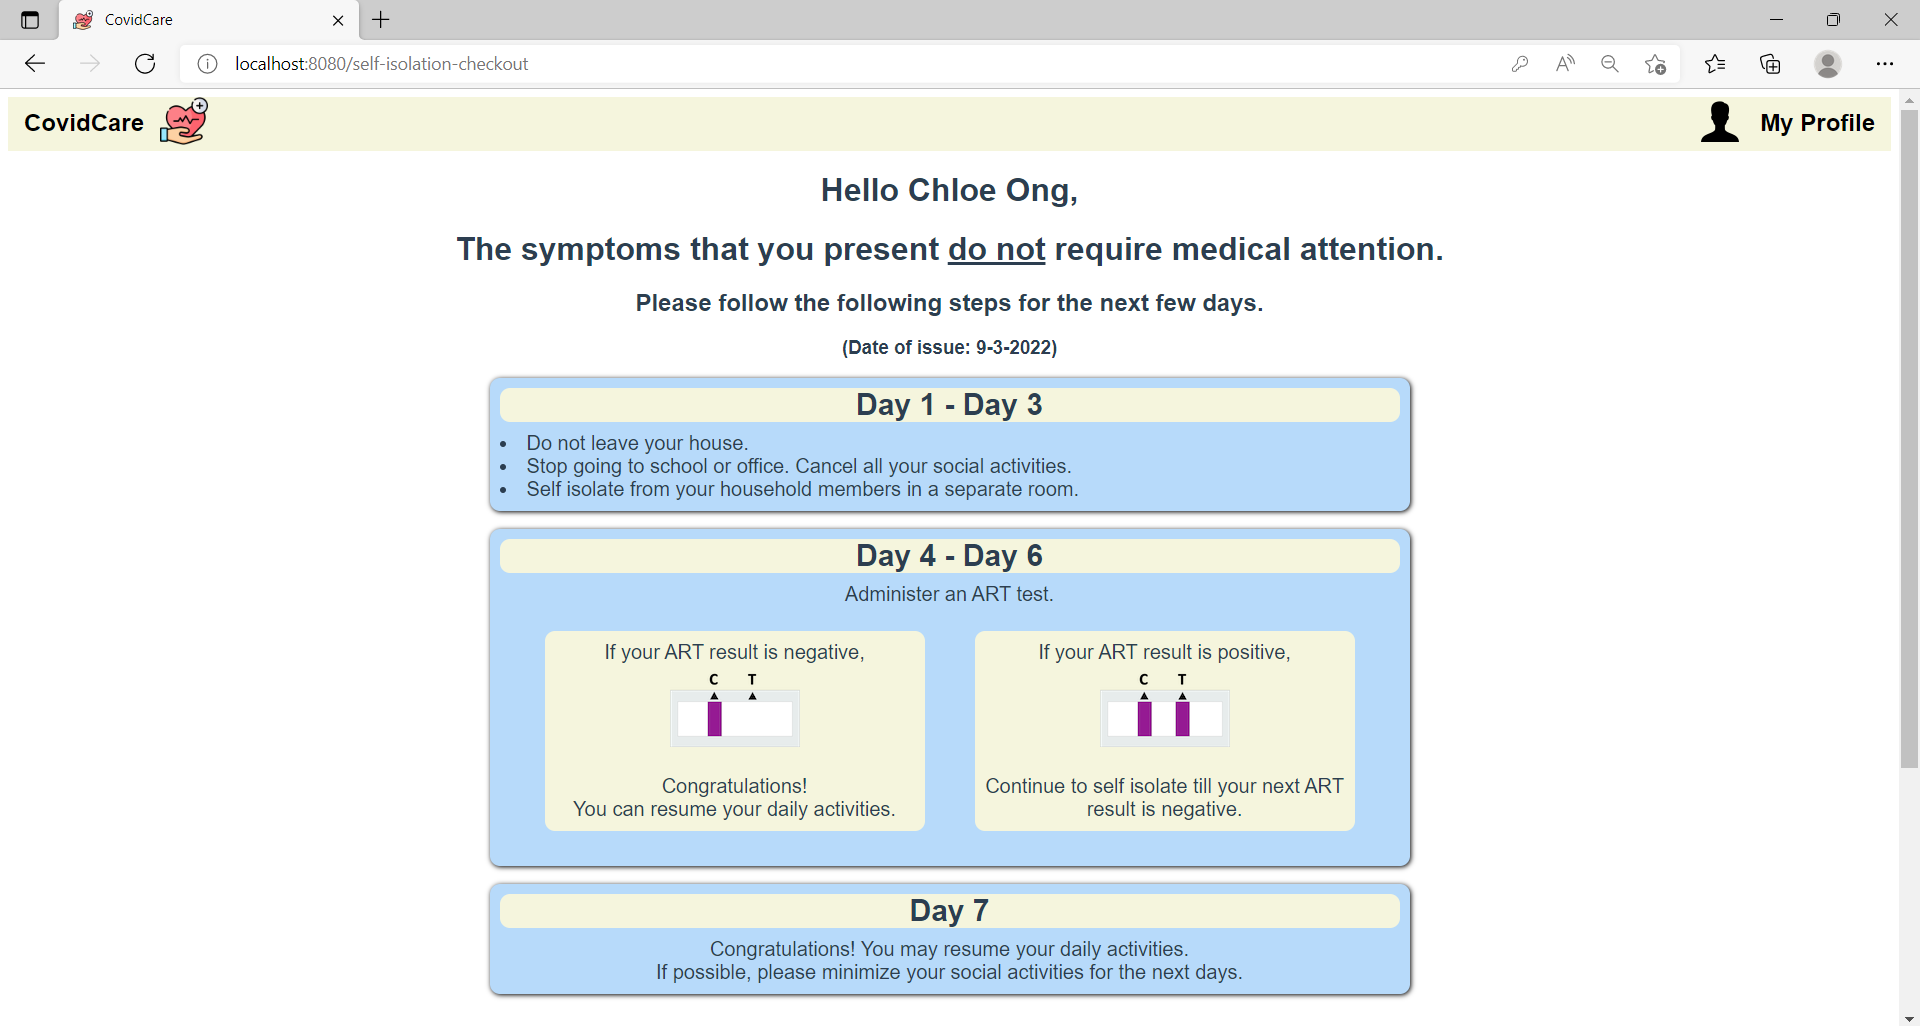 CovidCare
localhost:8080/self-isolation-checkout
CovidCare
My Profile
Hello Chloe Ong,
The symptoms that you present do not require medical attention.
Please follow the following steps for the next few days.
(Date of issue: 9-3-2022)
Day 1 - Day 3
• Do not leave your house.
• Stop going to school or office. Cancel all your social activities.
• Self isolate from your household members in a separate room.
Day 4 - Day 6
Administer an ART test.
If your ART result is negative,
C T
Congratulations!
You can resume your daily activities.
If your ART result is positive,
C T
Continue to self isolate till your next ART
result is negative.
Day 7
Congratulations! You may resume your daily activities.
If possible, please minimize your social activities for the next days.